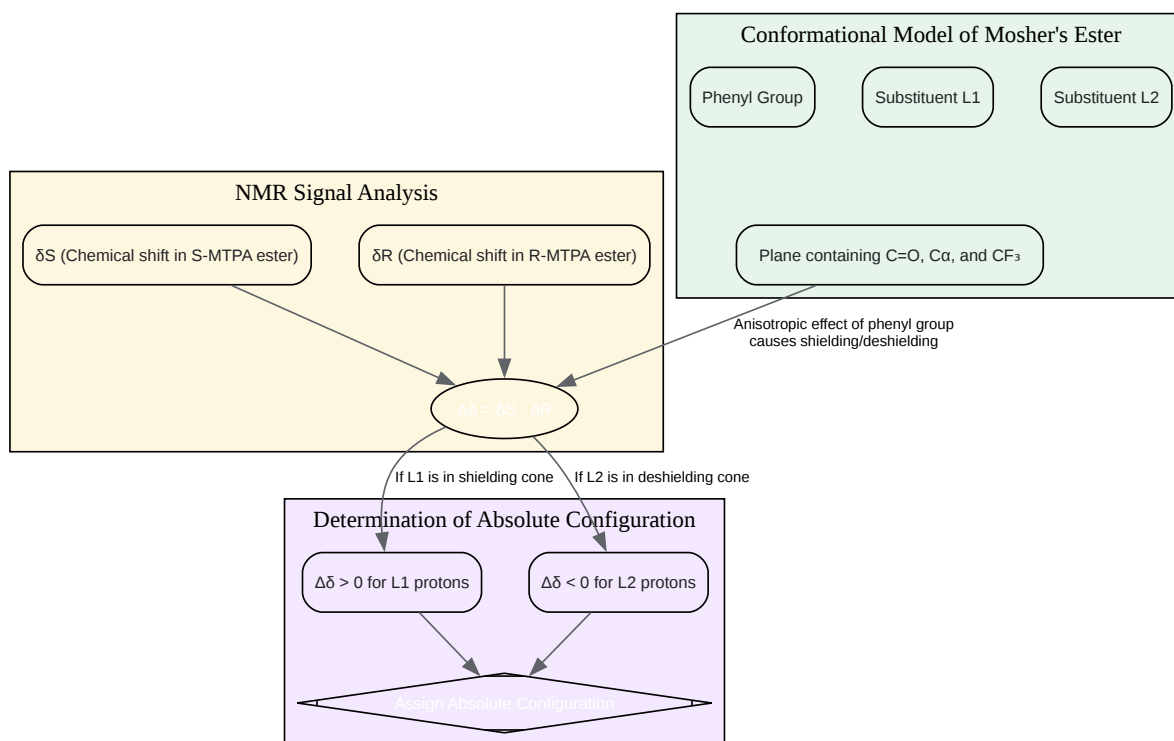 Conformational Model of Mosher's Ester
Phenyl Group
Substituent L1
Substituent L2
Plane containing C=O, Cα, and CF₃
NMR Signal Analysis
δS (Chemical shift in S-MTPA ester)
δR (Chemical shift in R-MTPA ester)
Anisotropic effect of phenyl group
causes shielding/deshielding
Δδ = δS - δR
If L1 is in shielding cone
If L2 is in deshielding cone
Determination of Absolute Configuration
Δδ > 0 for L1 protons
Δδ < 0 for L2 protons
Assign Absolute Configuration